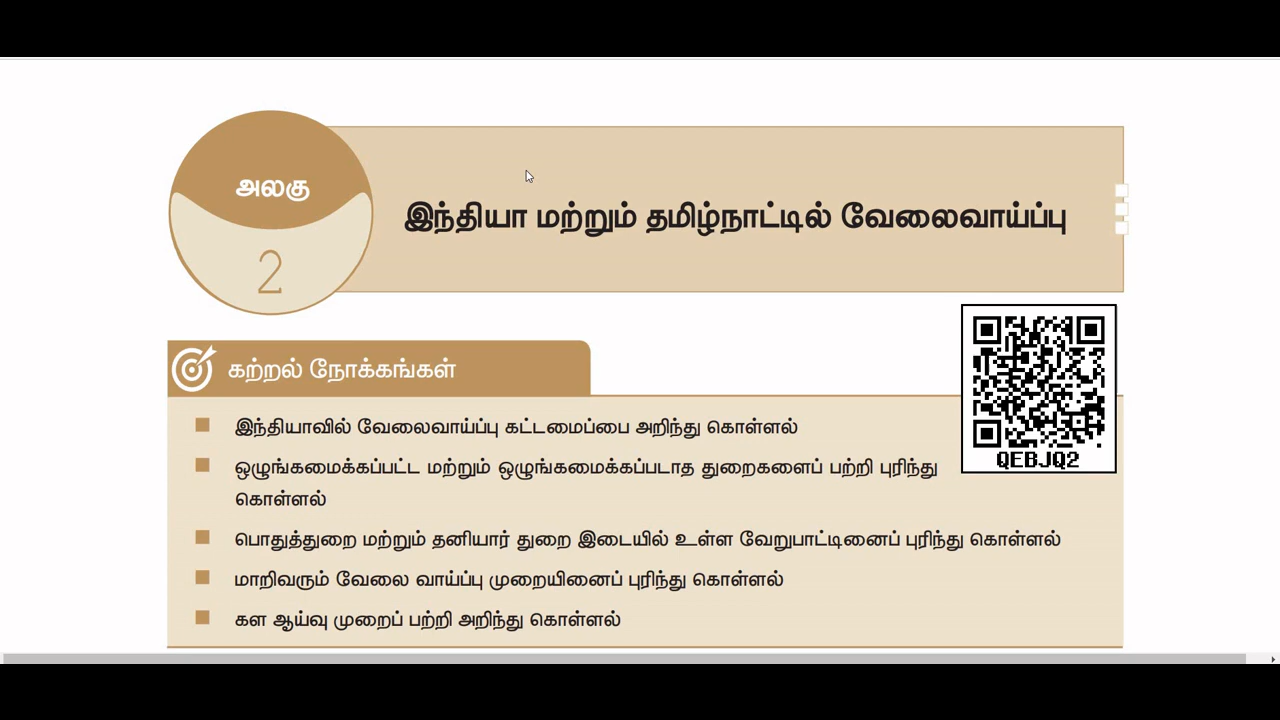 அலகு
2
இந்தியா மற்றும் தமிழ்நாட்டில் வேலைவாய்ப்பு
கற்றல் நோக்கங்கள்
இந்தியாவில் வேலைவாய்ப்பு கட்டமைப்பை அறிந்து கொள்ளல்
ஒழுங்கமைக்கப்பட்ட மற்றும் ஒழுங்கமைக்கப்படாத துறைகளைப் பற்றி புரிந்து
கொள்ளல்
பொதுத்துறை மற்றும் தனியார் துறை இடையில் உள்ள வேறுபாட்டினைப் புரிந்து கொள்ளல்
மாறிவரும் வேலை வாய்ப்பு முறையினைப் புரிந்து கொள்ளல்
கள ஆய்வு முறைப் பற்றி அறிந்து கொள்ளல்
QEBJQ2